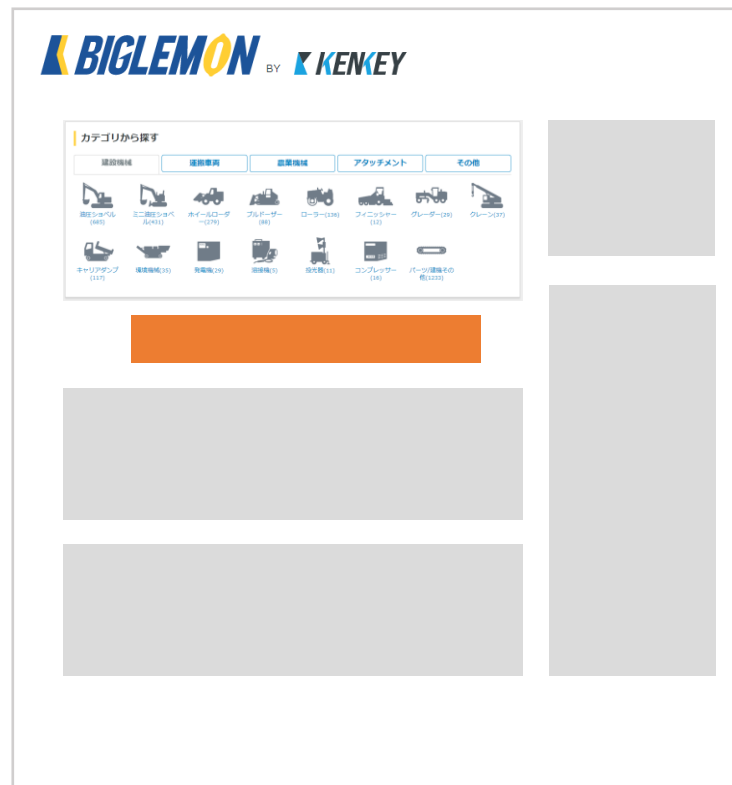 BIGLEMON BY KENKEY
カテゴリから探す
建設機械 運搬車両 農業機械 アタッチメント その他
油圧ショベル ミニ油圧ショベ ホイールローダ ブルドーザー ローラー(138) フィニッシャー グレーダー(29) クレーン(37)
(685) ル(431) ー(279) (88) (12)
キャリアダンプ 環境機械(35) 発電機(29) 溶接機(5) 投光器(11) コンプレッサー パーツ/建機その
(117) (16) 他(1233)